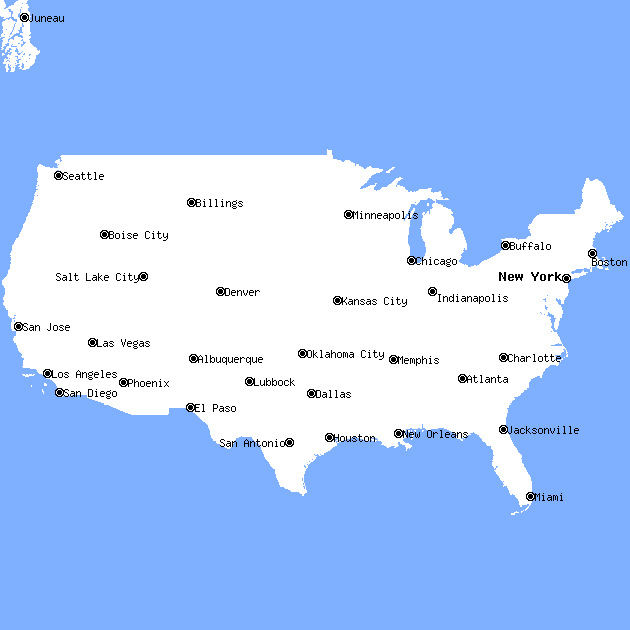 Juneau
Seattle
Billings
Minneapolis
Boise City
Buffalo
Boston
Chicago
Salt Lake City
New York
Denver
Indianapolis
Kansas City
San Jose
Las Vegas
Oklahoma City
Albuquerque
Memphis
Charlotte
Los Angeles
Phoenix
Lubbock
Atlanta
San Diego
Dallas
El Paso
Jacksonville
New Orleans
San Antonio
Houston
Miami